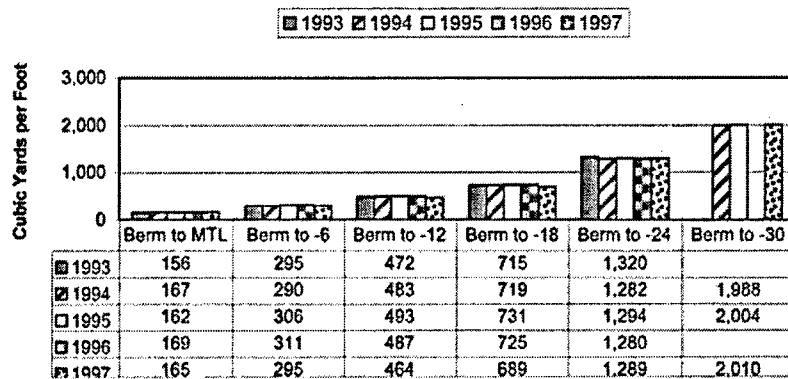 1993 1994 1995 1996 1997
Cubic Yards per Foot
3,000
2,000
1,000
0
Berm to MTL Berm to -6 Berm to -12 Berm to -18 Berm to -24 Berm to -30
1993 156 295 472 715 1,320
1994 167 290 483 719 1,282 1,988
1995 162 306 493 731 1,294 2,004
1996 169 311 487 725 1,280
1997 165 295 464 689 1,289 2,010